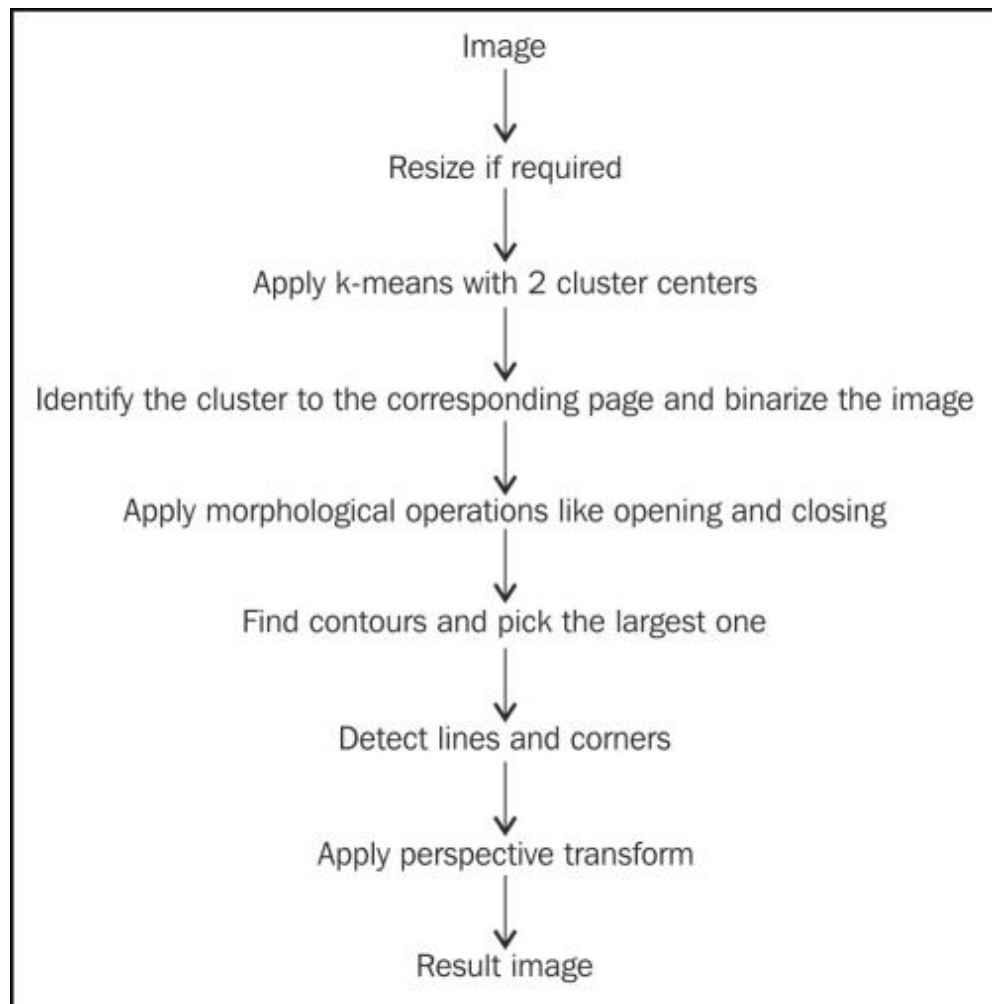 Image
Resize if required
Apply k-means with 2 cluster centers
Identify the cluster to the corresponding page and binarize the image
Apply morphological operations like opening and closing
Find contours and pick the largest one
Detect lines and corners
Apply perspective transform
Result image